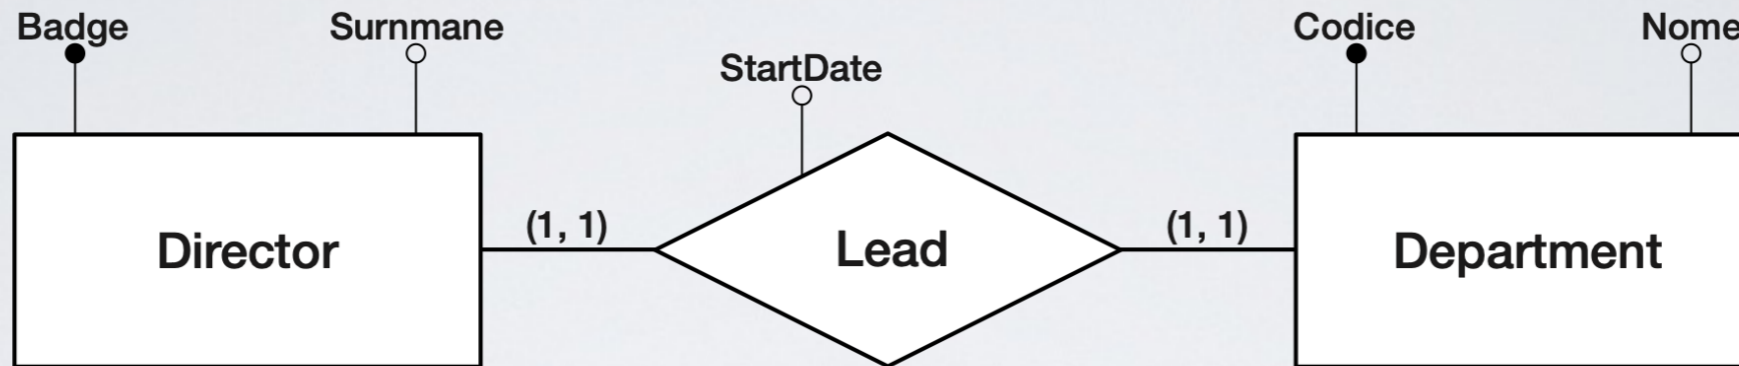 Badge
Surnmane
StartDate
Codice
Nome
Director
(1, 1)
Lead
(1, 1)
Department